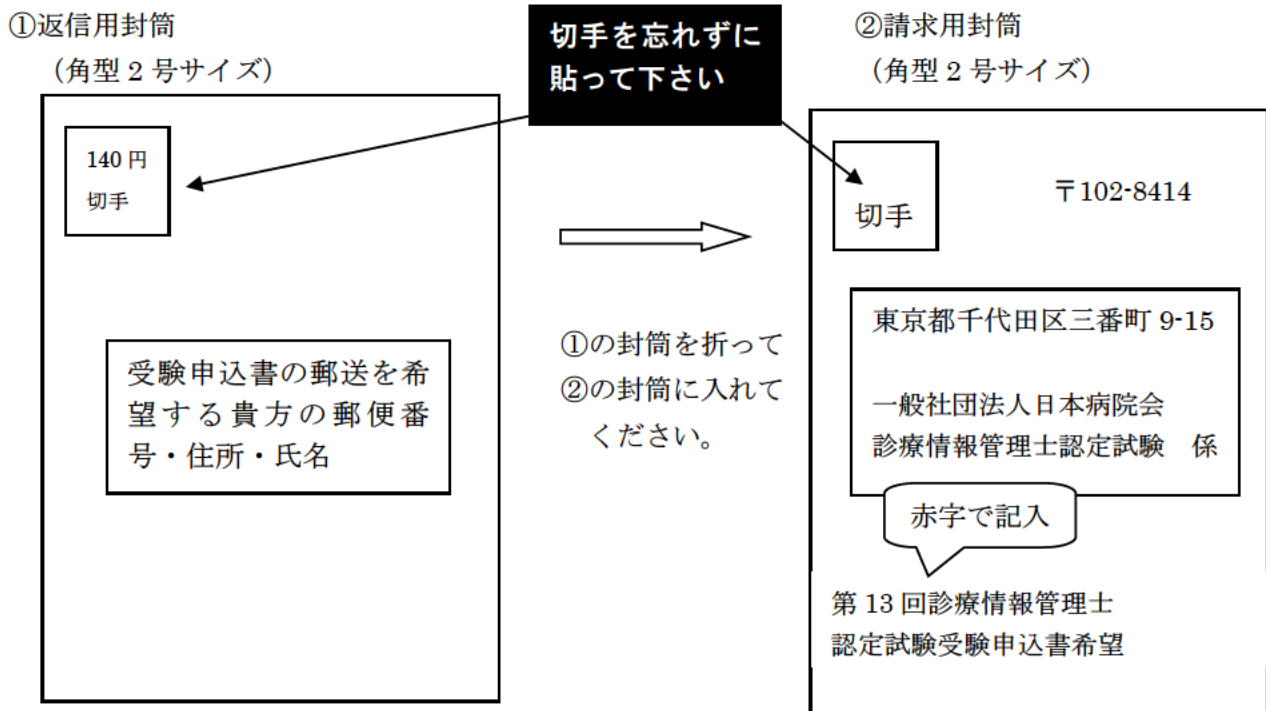 ①返信用封筒
（角型 2 号サイズ）
140 円
切手
受験申込書の郵送を希
望する貴方の郵便番
号・住所・氏名
切手を忘れずに
貼って下さい
①の封筒を折って
②の封筒に入れて
ください。
②請求用封筒
（角型 2 号サイズ）
切手
〒102-8414
東京都千代田区三番町 9-15
一般社団法人日本病院会
診療情報管理士認定試験　係
赤字で記入
第 13 回診療情報管理士
認定試験受験申込書希望